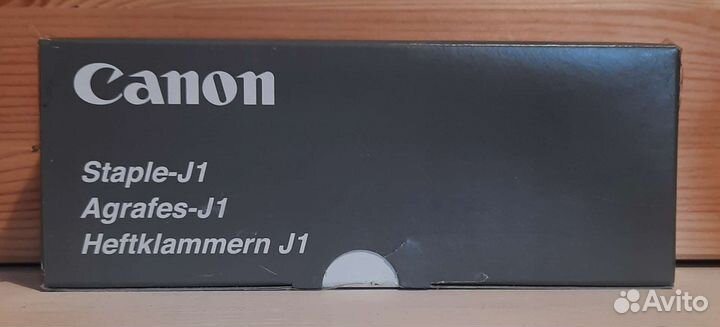 Canon
Staple-J1
Agrafes-J1
Heftklammern J1
Avito